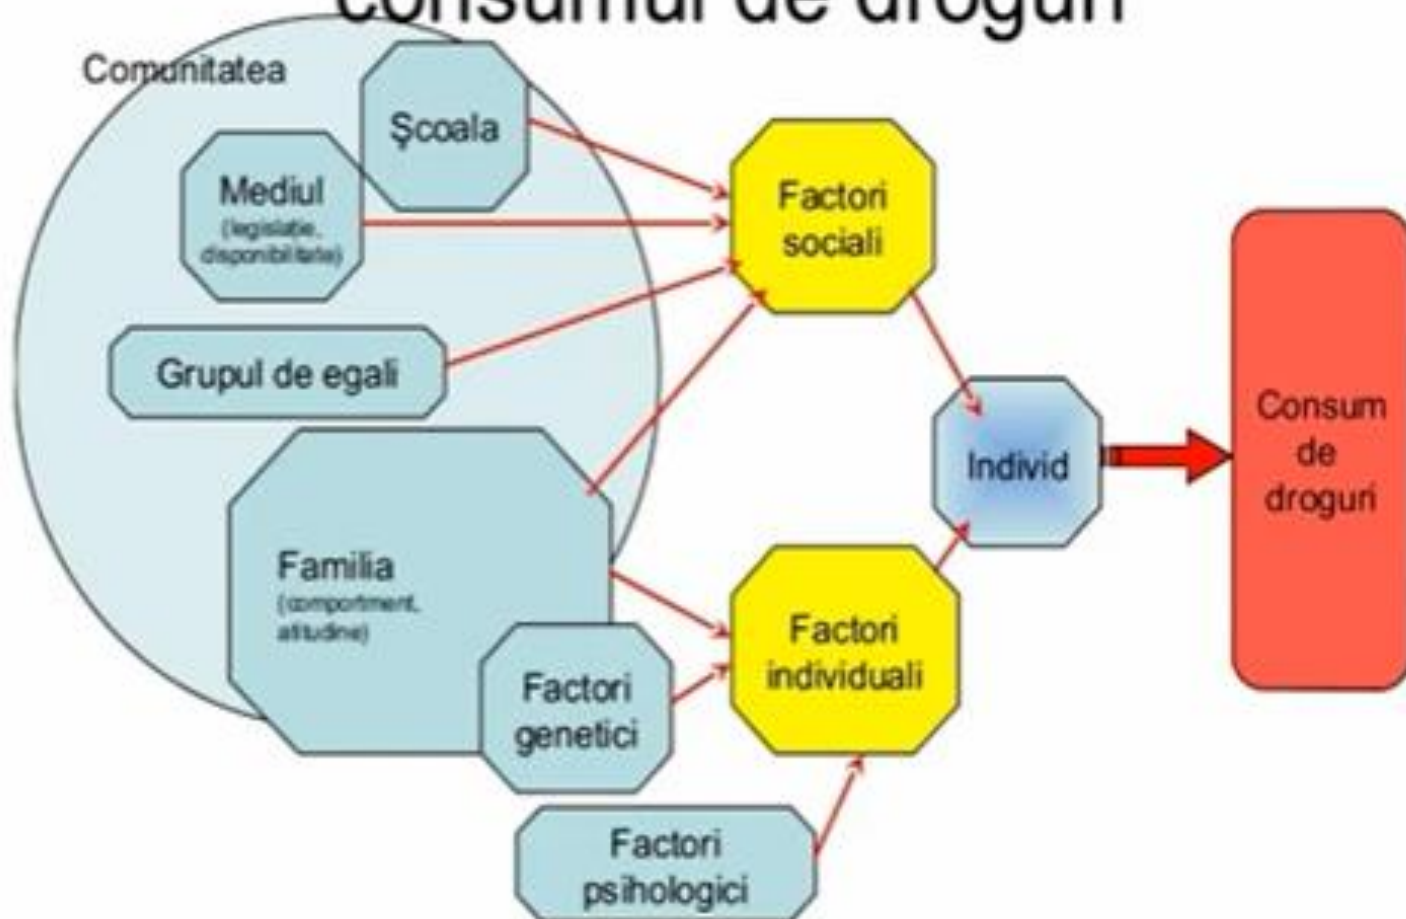 consumul de droguri
Comunitatea
Şcoala
Mediul
(legislaţie,
disponibilitate)
Grupul de egali
Familia
(comportment,
atitudine)
Factori
genetici
Factori
psihologici
Factori
sociali
Factori
individuali
Individ
Consum
de
droguri